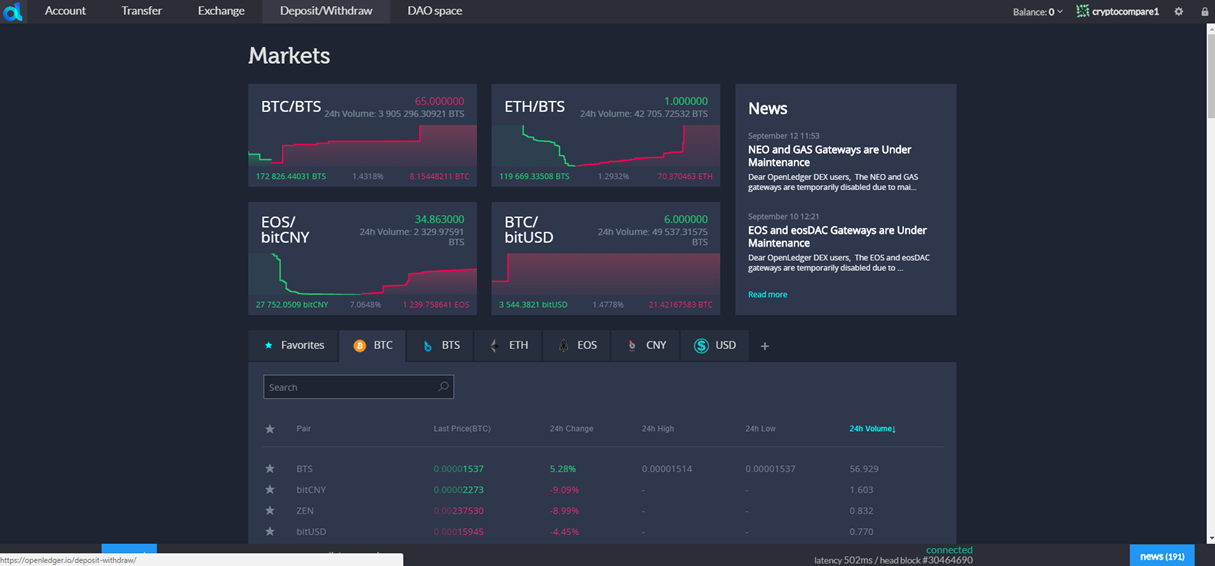 Account Transfer Exchange Deposit/Withdraw DAO space Balance: 0 cryptocompare1
Markets
BTC/BTS 65.000000
24h Volume: 3 905 296.30921 BTS
172 826.44031 BTS 1.4318% 8.15448211 BTC
ETH/BTS 1.000000
24h Volume: 42 705.72532 BTS
119 669.33508 BTS 1.2932% 70.370463 ETH
EOS/
bitCNY
34.863000
24h Volume: 2 329.97591
BTS
27 752.0509 bitCNY 7.0648% 1 239.758641 EOS
BTC/
bitUSD
6.000000
24h Volume: 49 537.31575
BTS
3 544.3821 bitUSD 1.4778% 21.42167583 BTC
News
September 12 11:53
NEO and GAS Gateways are Under
Maintenance
Dear OpenLedger DEX users, The NEO and GAS
gateways are temporarily disabled due to mai...
September 10 12:21
EOS and eosDAC Gateways are Under
Maintenance
Dear OpenLedger DEX users, The EOS and eosDAC
gateways are temporarily disabled due to ...
Read more
Favorites BTC BTS ETH EOS CNY USD +
Search
Pair Last Price(BTC) 24h Change 24h High 24h Low 24h Volume↓
BTS 0.00001537 5.28% 0.00001514 0.00001537 56.929
bitCNY 0.00002273 -9.09% - - 1.603
ZEN 0.00237530 -8.99% - - 0.832
bitUSD 0.00015945 -4.45% - - 0.770
https://openledger.io/deposit-withdraw/
connected
latency 502ms / head block #30464690
news (191)